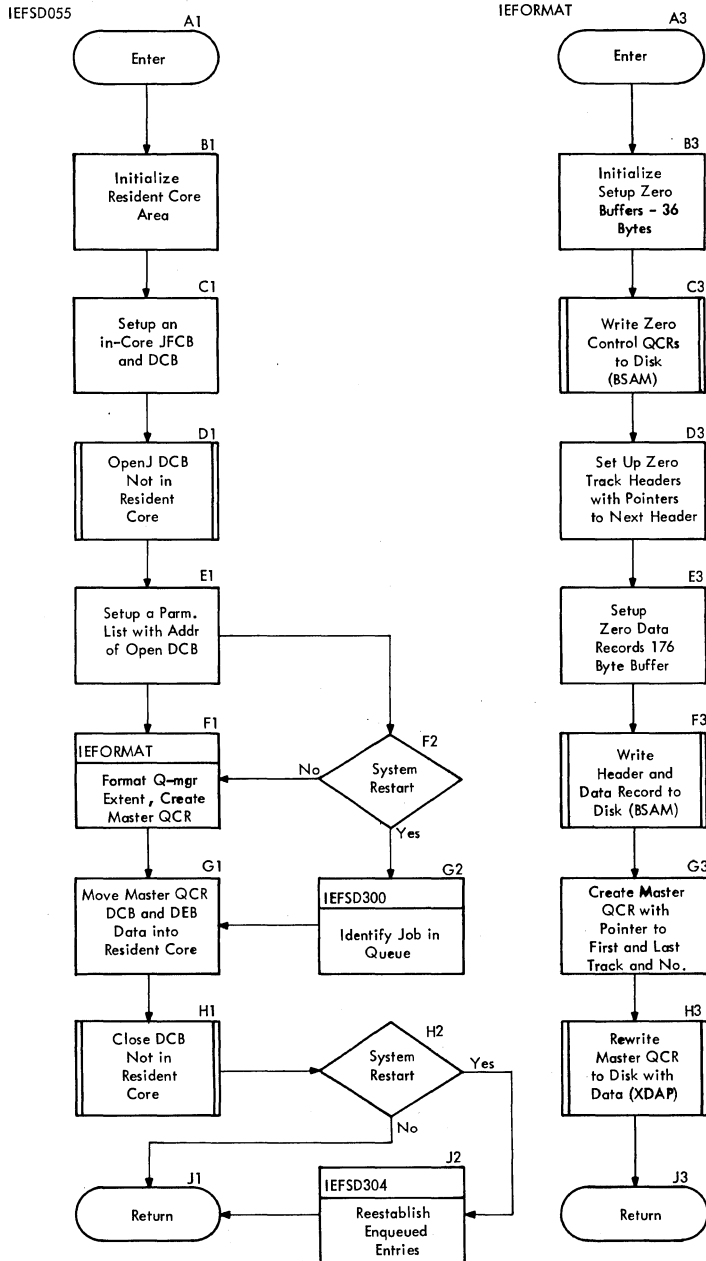 IEFSD055
A1
Enter
B1
Initialize
Resident Core
Area
C1
Setup an
in-Core JFCB
and DCB
D1
OpenJ DCB
Not in
Resident
Core
E1
Setup a Parm.
List with Addr
of Open DCB
F1
IEFORMAT
Format Q-mgr
Extent, Create
Master QCR
F2
System
Restart
No
Yes
G1
Move Master QCR
DCB and DEB
Data into
Resident Core
G2
IEFSD300
Identify Job in
Queue
H1
Close DCB
Not in
Resident
Core
H2
System
Restart
Yes
No
J1
Return
J2
IEFSD304
Reestablish
Enqueued
Entries
IEFORMAT
A3
Enter
B3
Initialize
Setup Zero
Buffers - 36
Bytes
C3
Write Zero
Control QCRs
to Disk
(BSAM)
D3
Set Up Zero
Track Headers
with Pointers
to Next Header
E3
Setup
Zero Data
Records 176
Byte Buffer
F3
Write
Header and
Data Record to
Disk (BSAM)
G3
Create Master
QCR with
Pointer to
First and Last
Track and No.
H3
Rewrite
Master QCR
to Disk with
Data (XDAP)
J3
Return